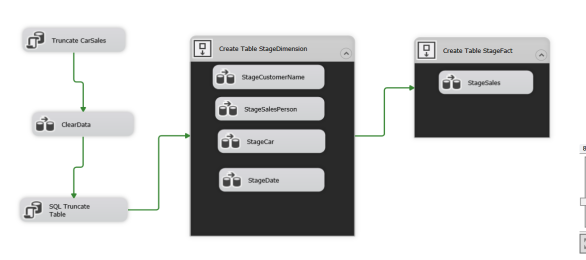 Truncate CarSales
ClearData
SQL Truncate
Table
Create Table StageDimension
StageCustomerName
StageSalesPerson
StageCar
StageDate
Create Table StageFact
StageSales